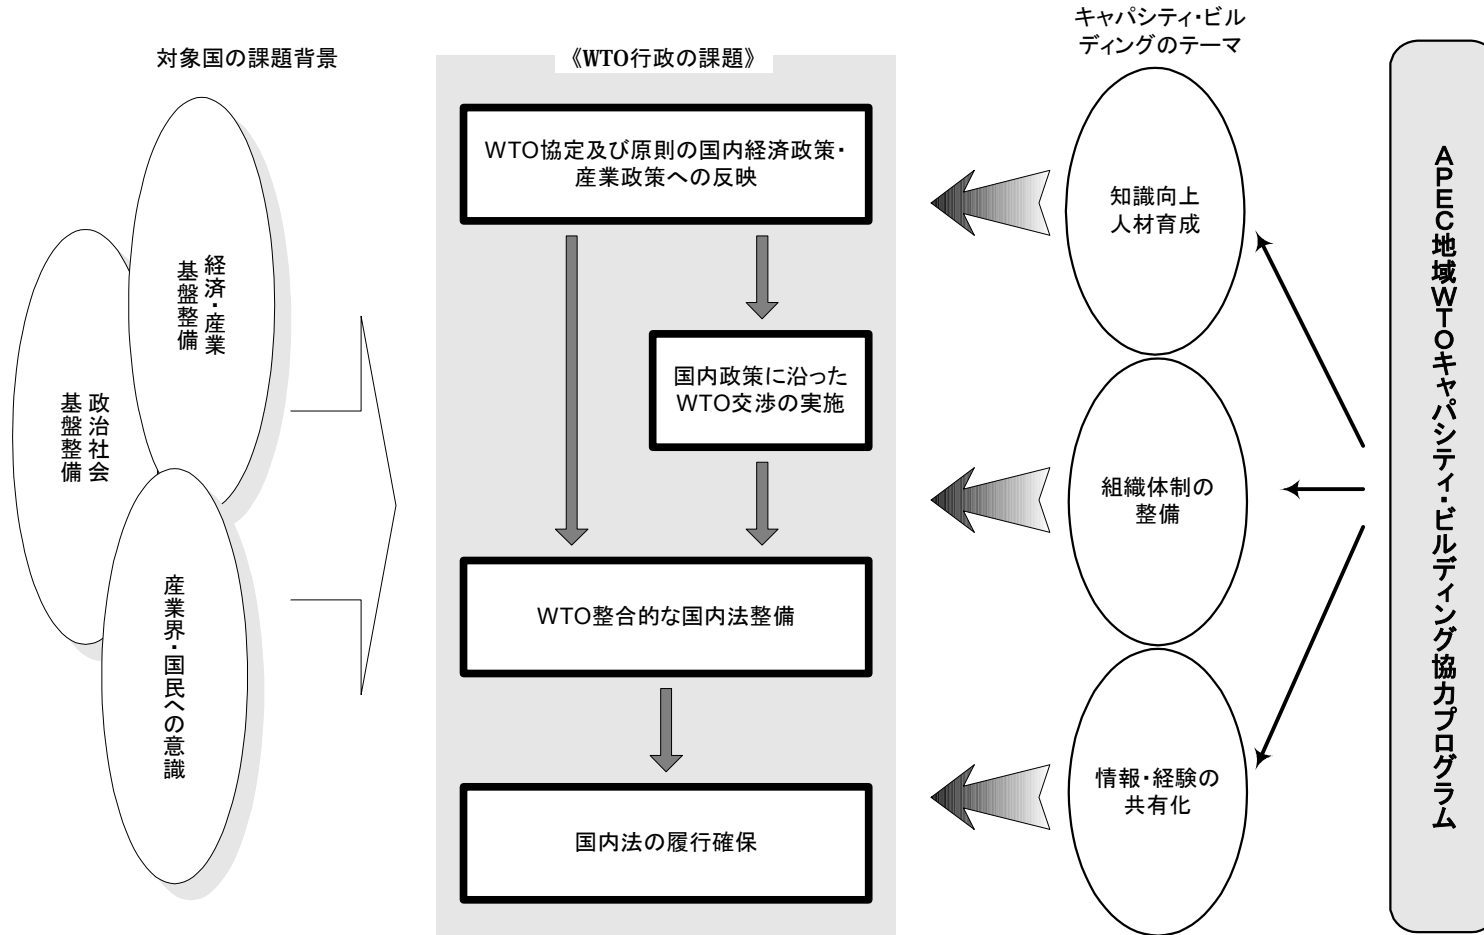 対象国の課題背景
経済・産業
基盤整備
政治社会
基盤整備
産業界・国民への意識
《WTO行政の課題》
WTO協定及び原則の国内経済政策・
産業政策への反映
国内政策に沿った
WTO交渉の実施
WTO整合的な国内法整備
国内法の履行確保
キャパシティ・ビル
ディングのテーマ
知識向上
人材育成
組織体制の
整備
情報・経験の
共有化
APEC地域WTOキャパシティ・ビルディング協力プログラム